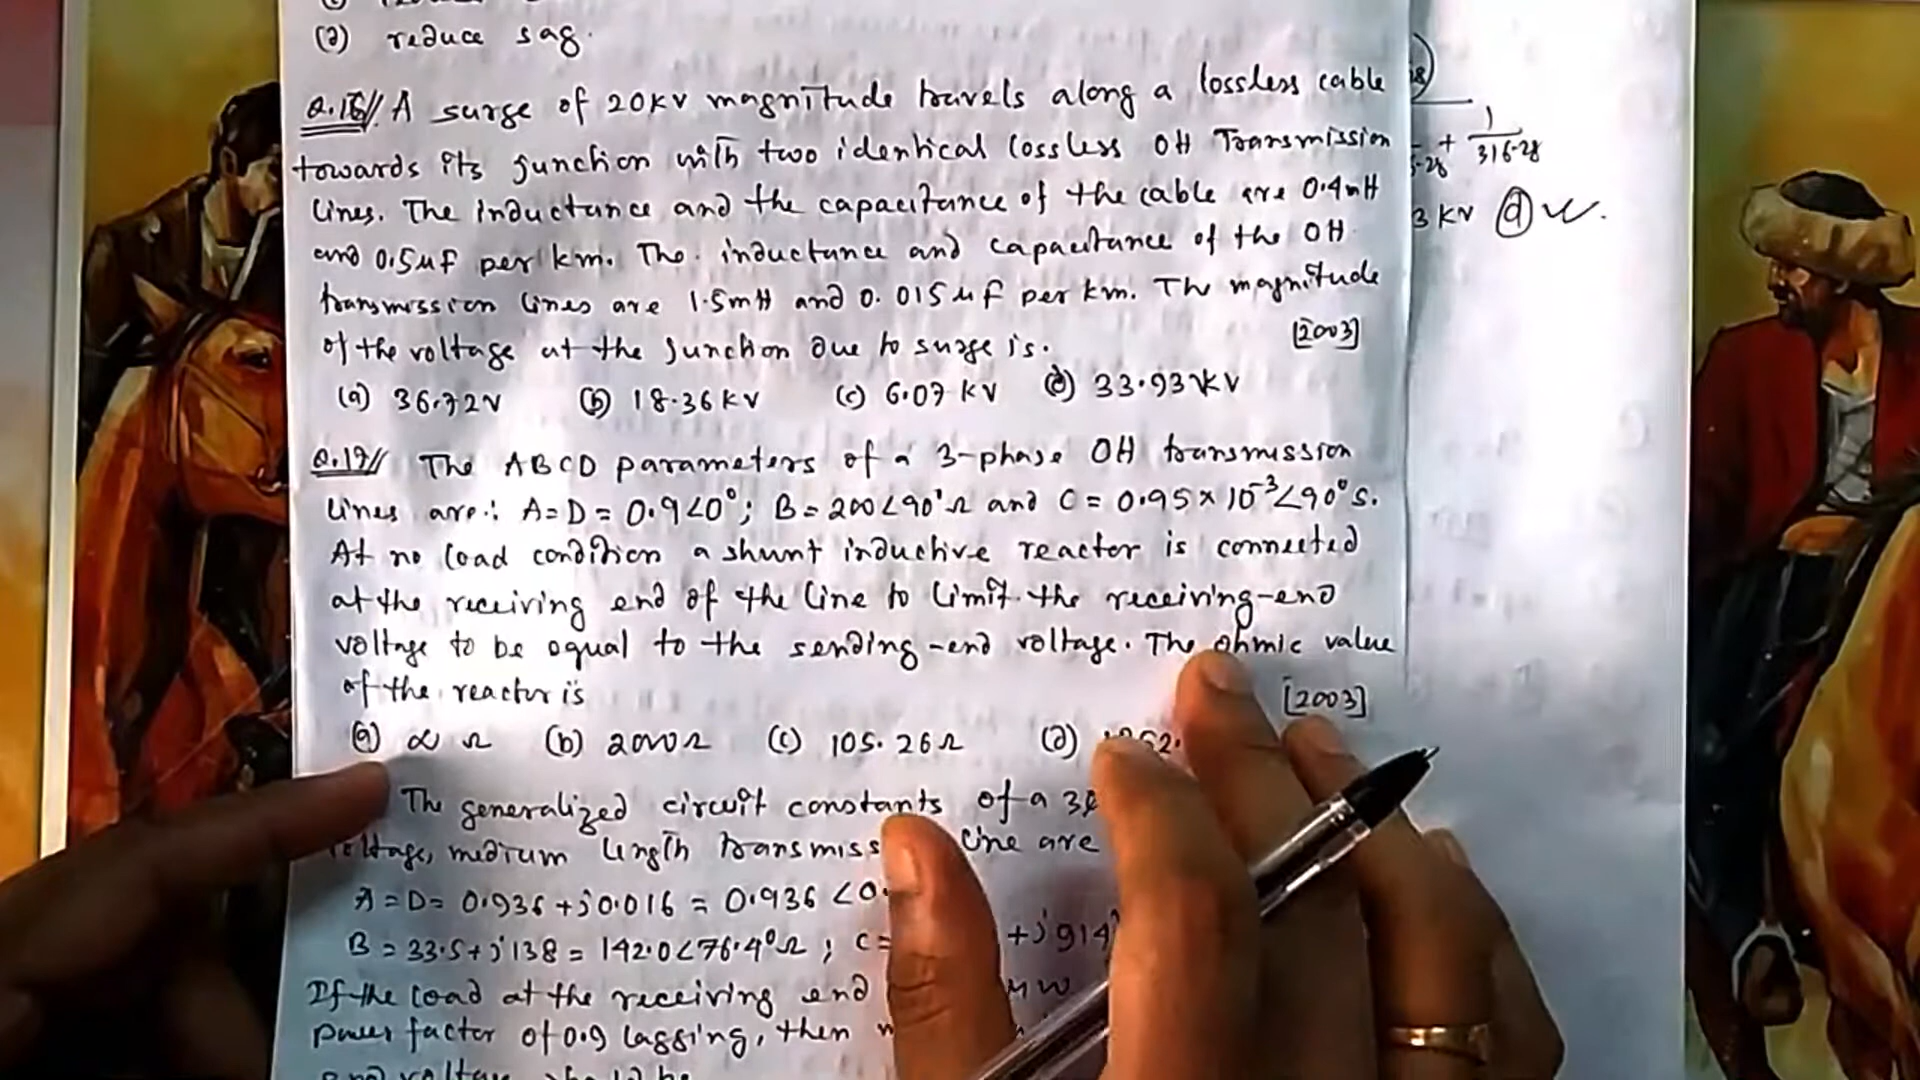 (d) reduce sag.
Q.16// A surge of 20KV magnitude travels along a lossless cable
towards its junction with two identical lossless OH Transmission
lines. The inductance and the capacitance of the cable are 0.4mH
and 0.5μF per km. The inductance and capacitance of the OH
transmission lines are 1.5mH and 0.015μF per km. The magnitude
of the voltage at the Junction due to surge is. [2003]
(a) 36.72V (b) 18.36KV (c) 6.07 KV (d) 33.93KV
Q.17// The ABCD parameters of a 3-phase OH transmission
lines are: A=D= 0.9∠0°; B=200∠90°Ω and C = 0.95×10⁻³∠90°s.
At no load condition a shunt inductive reactor is connected
at the receiving end of the line to limit the receiving-end
voltage to be equal to the sending-end voltage. The ohmic value
of the reactor is [2003]
(a) ∝ Ω (b) 2000Ω (c) 105.26Ω (d)
The generalized circuit constants of a 3
medium length transmiss line are
A=D= 0.936+j0.016 = 0.936∠0.
B = 33.5+j138 = 142.0∠76.4°Ω; C= +j914
If the load at the receiving end MW
power factor of 0.9 lagging, then
1
+ 316.28
3 KV (d)